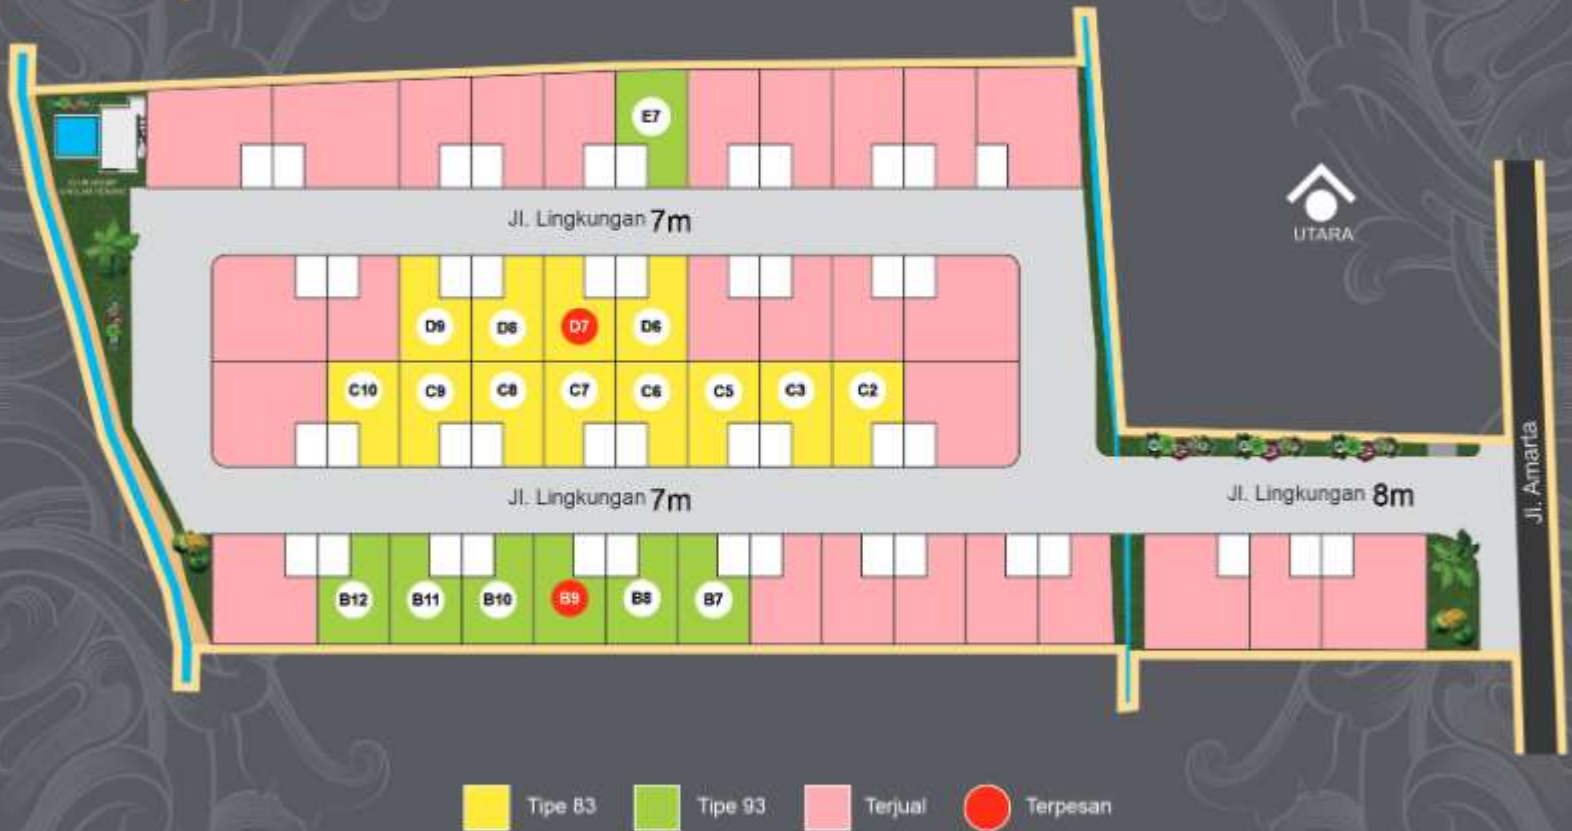 E7
Jl. Lingkungan 7m
UTARA
D9 D8 D7 D6
C10 C9 C8 C7 C6 C5 C3 C2
Jl. Lingkungan 7m
Jl. Lingkungan 8m
Jl. Amarta
B12 B11 B10 B9 B8 B7
Tipe 83 Tipe 93 Terjual Terpesan